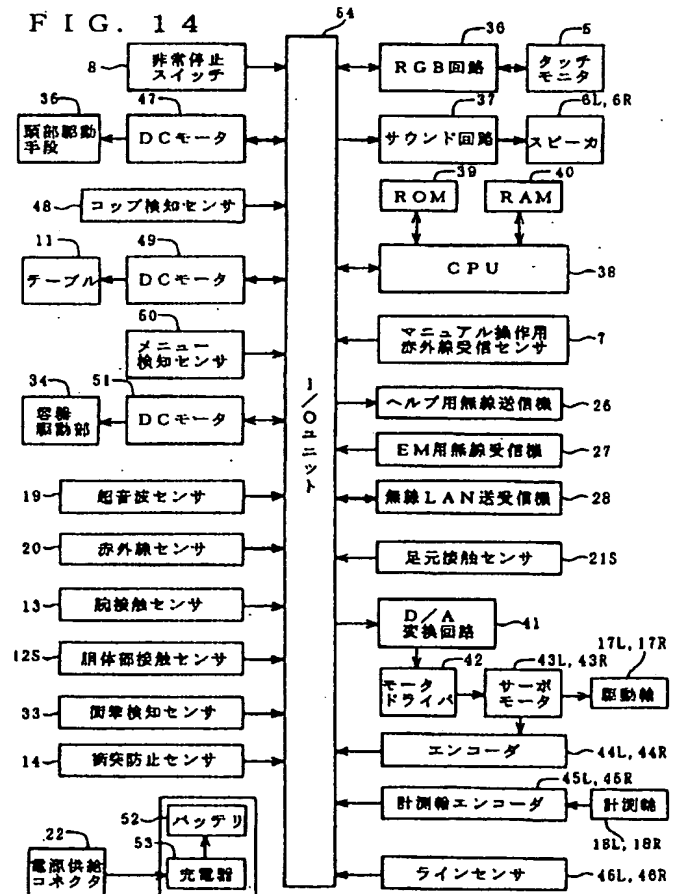 FIG. 14
54
8
非常停止
スイッチ
36
頭部駆動
手段
47
DCモータ
48
コップ検知センサ
11
テーブル
49
DCモータ
50
メニュー
検知センサ
34
容器
駆動部
51
DCモータ
19
超音波センサ
20
赤外線センサ
13
腕接触センサ
12S
胴体部接触センサ
33
衝撃検知センサ
14
衝突防止センサ
52
バッテリ
22
電源供給
コネクタ
53
充電器
I/Oユニット
36
RGB回路
5
タッチ
モニタ
37
サウンド回路
6L, 6R
スピーカ
39
ROM
40
RAM
CPU
38
マニュアル操作用
赤外線受信センサ
7
ヘルプ用無線送信機
26
EM用無線受信機
27
無線LAN送受信機
28
足元接触センサ
21S
D/A
変換回路
41
42
モータ
ドライバ
43L, 43R
サーボ
モータ
17L, 17R
駆動輪
エンコーダ
44L, 44R
45L, 45R
計測輪エンコーダ
計測輪
18L, 18R
ラインセンサ
46L, 46R